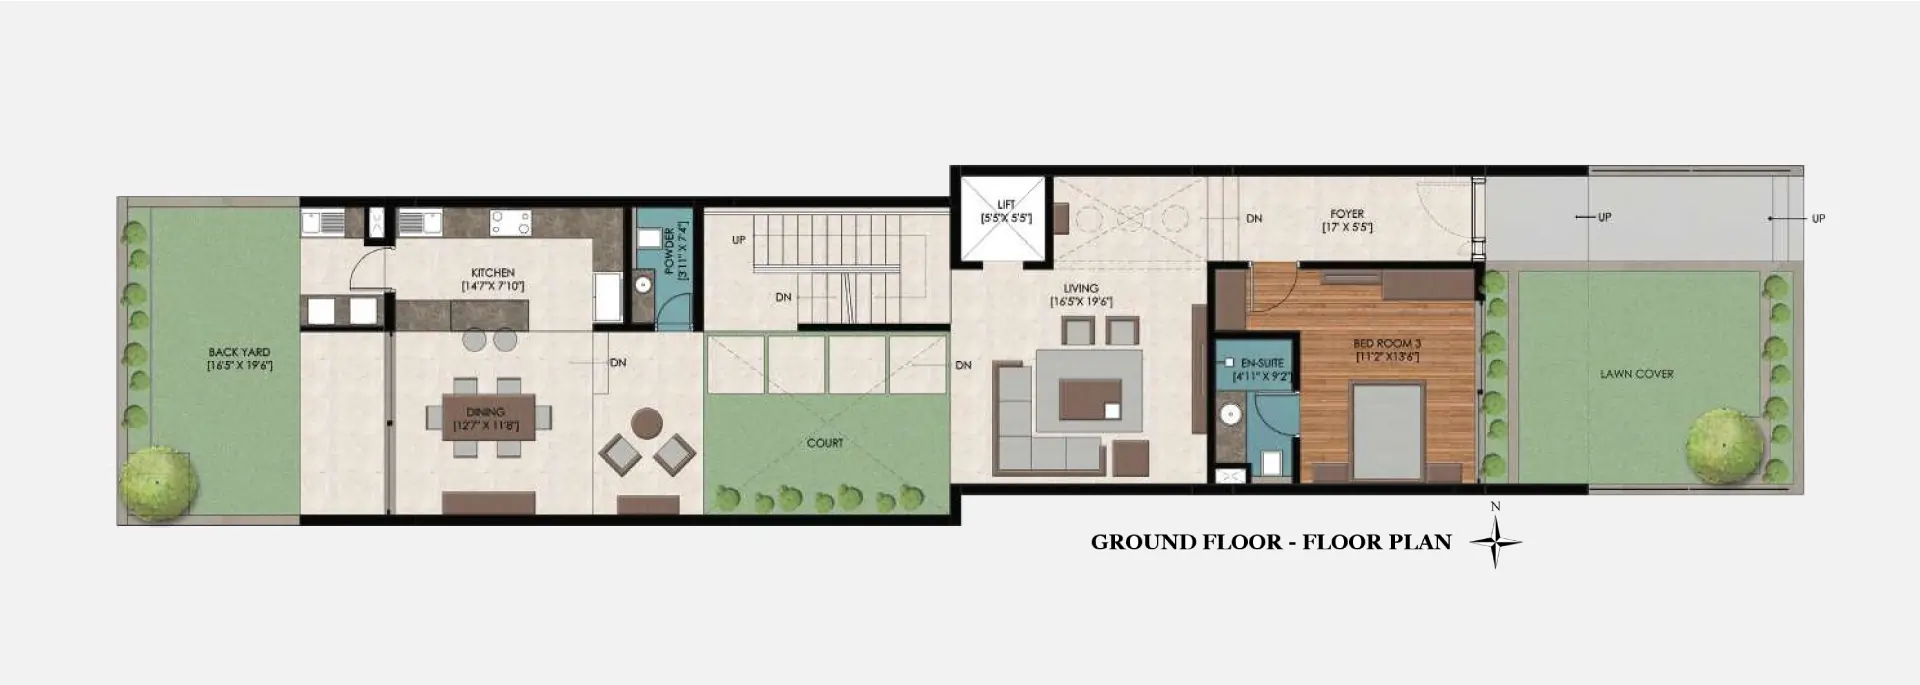 LIFT
[5'5"X 5'5"]
DN
FOYER
[17' X 5'5"]
UP
UP
POWDER
[3'11" X 7'4"]
UP
KITCHEN
[14'7"X 7'10"]
DN
LIVING
[16'5"X 19'6"]
BACK YARD
[16'5" X 19'6"]
DN
DN
EN-SUITE
[4'11" X 9'2"]
BED ROOM 3
[11'2" X13'6"]
LAWN COVER
DINING
[12'7" X 11'8"]
COURT
N
GROUND FLOOR - FLOOR PLAN